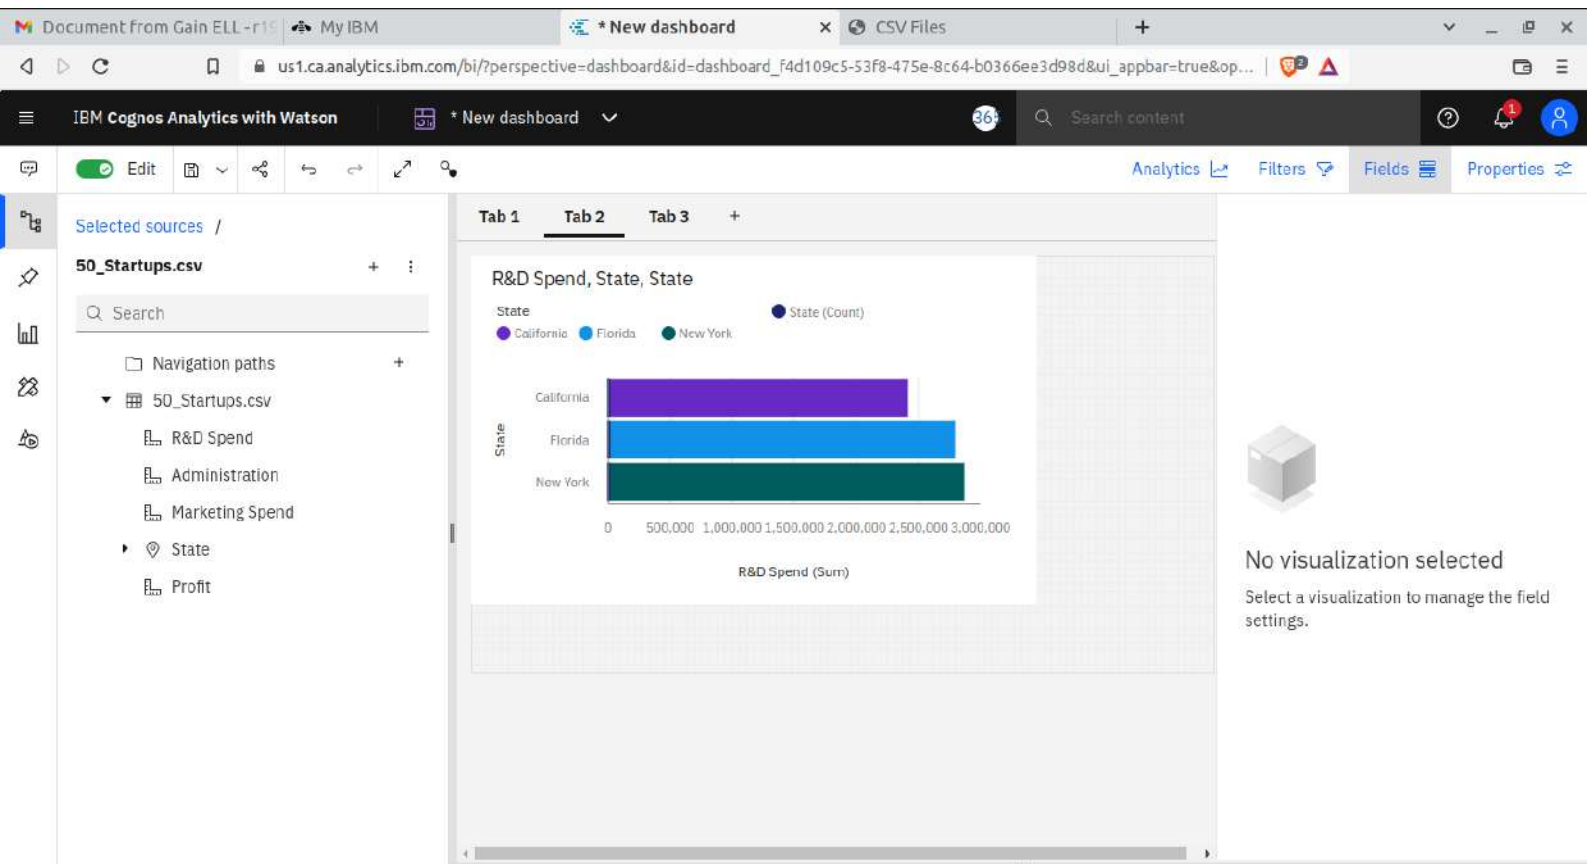 Document from Gain ELL - r19
My IBM
* New dashboard
CSV Files
us1.ca.analytics.ibm.com/bi/?perspective=dashboard&id=dashboard_f4d109c5-53f8-475e-8c64-b0366ee3d98d&ui_appbar=true&op...
2
IBM Cognos Analytics with Watson
* New dashboard
Search content
1
Edit
Analytics
Filters
Fields
Properties
Selected sources /
50_Startups.csv
Search
Navigation paths
50_Startups.csv
R&D Spend
Administration
Marketing Spend
State
Profit
Tab 1
Tab 2
Tab 3
R&D Spend, State, State
State
State (Count)
California
Florida
New York
California
Florida
New York
State
0 500,000 1,000,000 1,500,000 2,000,000 2,500,000 3,000,000
R&D Spend (Sum)
No visualization selected
Select a visualization to manage the field
settings.